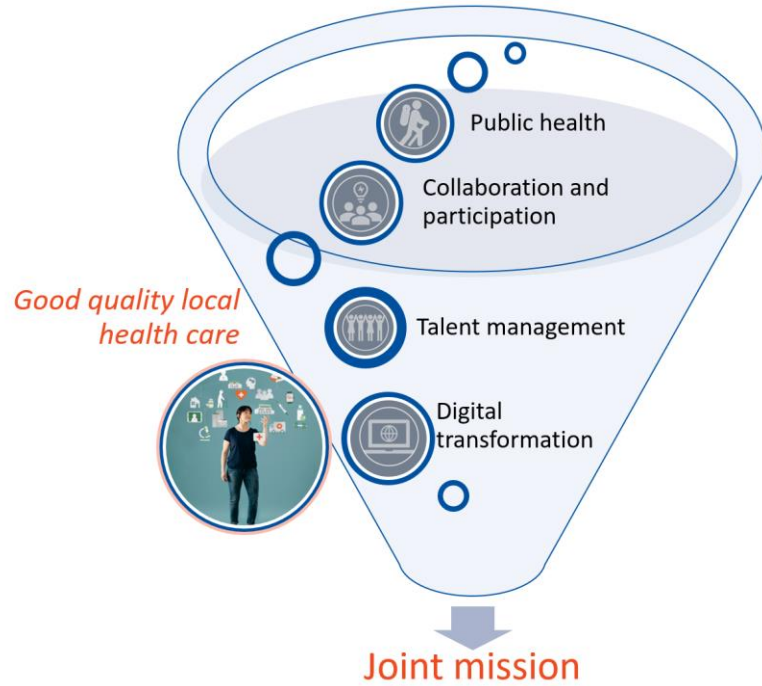 Public health
Collaboration and
participation
Good quality local
health care
Talent management
Digital
transformation
Joint mission